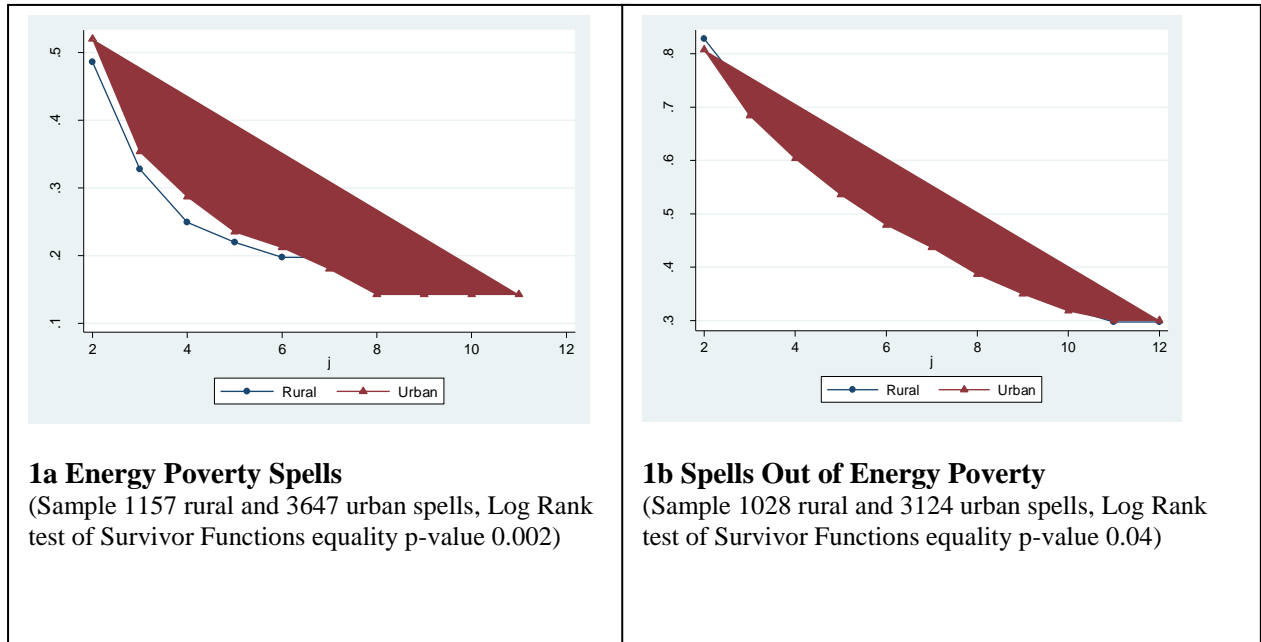 .5
.4
.3
.2
.1
2 4 6 8 10 12
j
Rural Urban
1a Energy Poverty Spells
(Sample 1157 rural and 3647 urban spells, Log Rank
test of Survivor Functions equality p-value 0.002)
.8
.7
.6
.5
.4
.3
2 4 6 8 10 12
j
Rural Urban
1b Spells Out of Energy Poverty
(Sample 1028 rural and 3124 urban spells, Log Rank
test of Survivor Functions equality p-value 0.04)